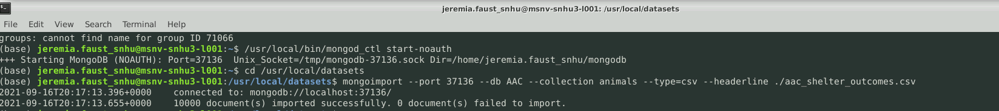 jeremia.faust_snhu@msnv-snhu3-l001: /usr/local/datasets
File Edit View Search Terminal Help
groups: cannot find name for group ID 71066
(base) jeremia.faust_snhu@msnv-snhu3-l001:~$ /usr/local/bin/mongod_ctl start-noauth
+++ Starting MongoDB (NOAUTH): Port=37136  Unix_Socket=/tmp/mongodb-37136.sock Dir=/home/jeremia.faust_snhu/mongodb
(base) jeremia.faust_snhu@msnv-snhu3-l001:~$ cd /usr/local/datasets
(base) jeremia.faust_snhu@msnv-snhu3-l001:/usr/local/datasets$ mongoimport --port 37136 --db AAC --collection animals --type=csv --headerline ./aac_shelter_outcomes.csv
2021-09-16T20:17:13.396+0000    connected to: mongodb://localhost:37136/
2021-09-16T20:17:13.655+0000    10000 document(s) imported successfully. 0 document(s) failed to import.